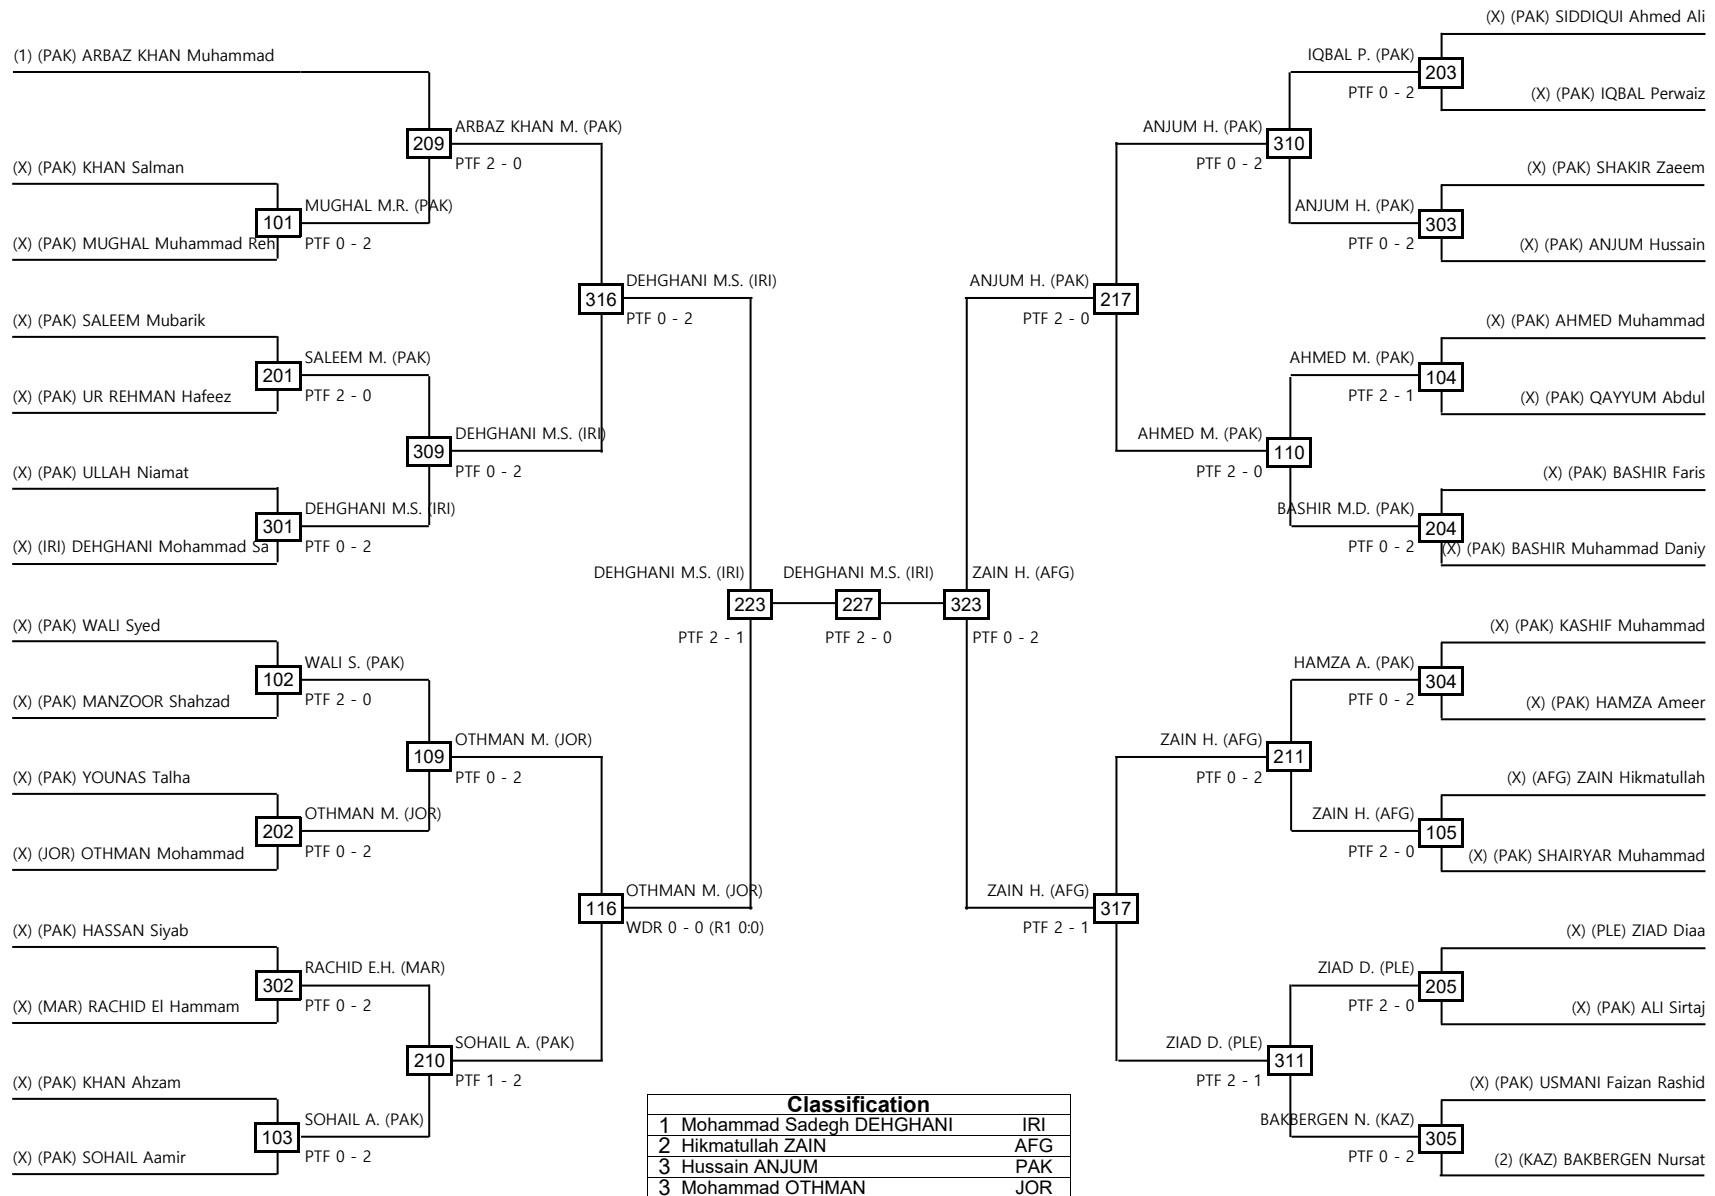 (X) (PAK) SIDDIQUI Ahmed Ali
(1) (PAK) ARBAZ KHAN Muhammad
IQBAL P. (PAK)
203
PTF 0 - 2
(X) (PAK) IQBAL Perwaiz
ARBAZ KHAN M. (PAK)
ANJUM H. (PAK)
209
310
PTF 2 - 0
PTF 0 - 2
(X) (PAK) KHAN Salman
(X) (PAK) SHAKIR Zaeem
MUGHAL M.R. (PAK)
ANJUM H. (PAK)
101
303
(X) (PAK) MUGHAL Muhammad Reh
PTF 0 - 2
PTF 0 - 2
(X) (PAK) ANJUM Hussain
DEHGHANI M.S. (IRI)
ANJUM H. (PAK)
316
217
PTF 0 - 2
PTF 2 - 0
(X) (PAK) SALEEM Mubarik
(X) (PAK) AHMED Muhammad
SALEEM M. (PAK)
AHMED M. (PAK)
201
104
(X) (PAK) UR REHMAN Hafeez
PTF 2 - 0
PTF 2 - 1
(X) (PAK) QAYYUM Abdul
DEHGHANI M.S. (IRI)
AHMED M. (PAK)
309
110
PTF 0 - 2
PTF 2 - 0
(X) (PAK) ULLAH Niamat
(X) (PAK) BASHIR Faris
DEHGHANI M.S. (IRI)
BASHIR M.D. (PAK)
301
204
(X) (IRI) DEHGHANI Mohammad Sa
PTF 0 - 2
PTF 0 - 2
(X) (PAK) BASHIR Muhammad Daniy
DEHGHANI M.S. (IRI)
DEHGHANI M.S. (IRI)
ZAIN H. (AFG)
223
227
323
PTF 2 - 1
PTF 2 - 0
PTF 0 - 2
(X) (PAK) WALI Syed
(X) (PAK) KASHIF Muhammad
WALI S. (PAK)
HAMZA A. (PAK)
102
304
(X) (PAK) MANZOOR Shahzad
PTF 2 - 0
PTF 0 - 2
(X) (PAK) HAMZA Ameer
OTHMAN M. (JOR)
ZAIN H. (AFG)
109
211
PTF 0 - 2
PTF 0 - 2
(X) (PAK) YOUNAS Talha
(X) (AFG) ZAIN Hikmatullah
OTHMAN M. (JOR)
ZAIN H. (AFG)
202
105
(X) (JOR) OTHMAN Mohammad
PTF 0 - 2
PTF 2 - 0
(X) (PAK) SHAIRYAR Muhammad
OTHMAN M. (JOR)
ZAIN H. (AFG)
116
317
WDR 0 - 0 (R1 0:0)
PTF 2 - 1
(X) (PAK) HASSAN Siyab
(X) (PLE) ZIAD Diaa
RACHID E.H. (MAR)
ZIAD D. (PLE)
302
205
(X) (MAR) RACHID El Hammam
PTF 0 - 2
PTF 2 - 0
(X) (PAK) ALI Sirtaj
SOHAIL A. (PAK)
ZIAD D. (PLE)
210
311
PTF 1 - 2
PTF 2 - 1
(X) (PAK) KHAN Ahzam
(X) (PAK) USMANI Faizan Rashid
SOHAIL A. (PAK)
BAKBERGEN N. (KAZ)
103
305
(X) (PAK) SOHAIL Aamir
PTF 0 - 2
PTF 0 - 2
(2) (KAZ) BAKBERGEN Nursat
Classification
1 Mohammad Sadegh DEHGHANI IRI
2 Hikmatullah ZAIN AFG
3 Hussain ANJUM PAK
3 Mohammad OTHMAN JOR